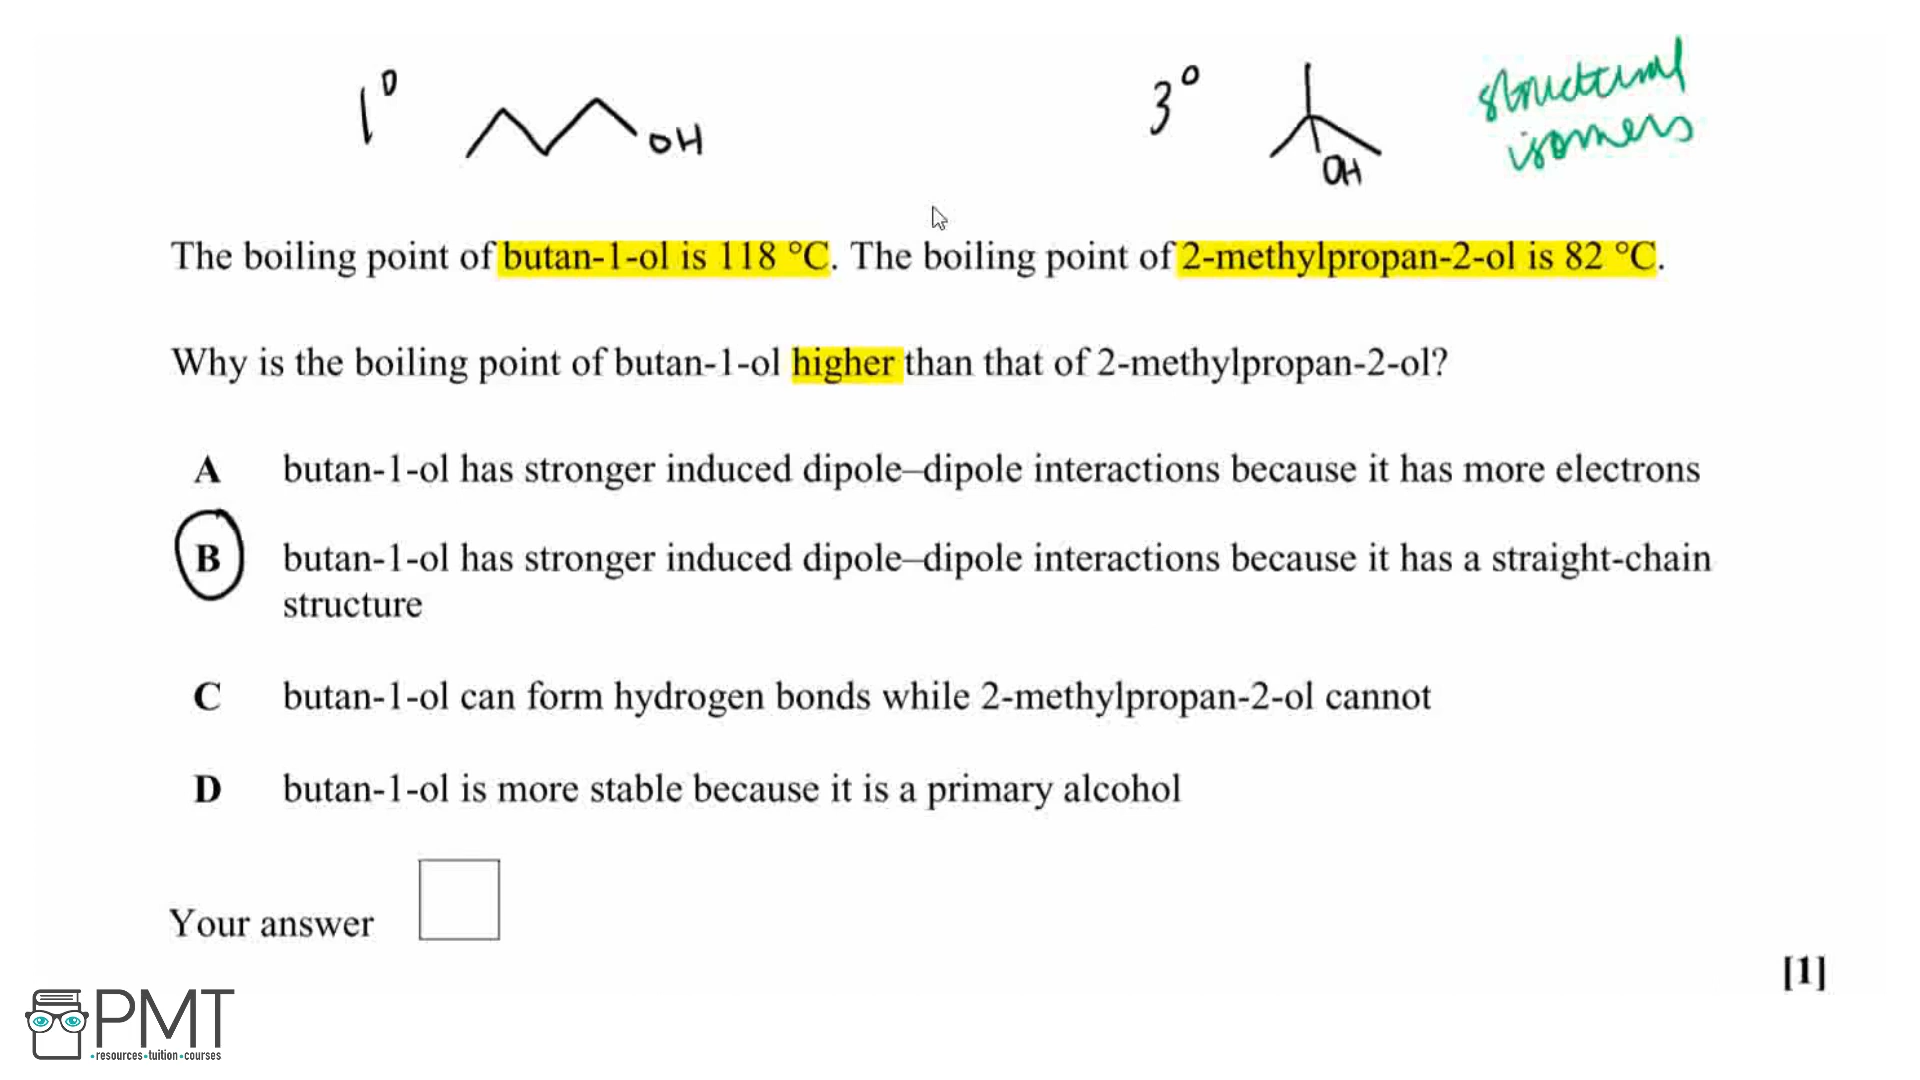 1° OH
3° OH
structural
isomers
The boiling point of butan-1-ol is 118 °C. The boiling point of 2-methylpropan-2-ol is 82 °C.
Why is the boiling point of butan-1-ol higher than that of 2-methylpropan-2-ol?
A butan-1-ol has stronger induced dipole–dipole interactions because it has more electrons
B butan-1-ol has stronger induced dipole–dipole interactions because it has a straight-chain
structure
C butan-1-ol can form hydrogen bonds while 2-methylpropan-2-ol cannot
D butan-1-ol is more stable because it is a primary alcohol
Your answer
[1]
PMT
•resources•tuition•courses